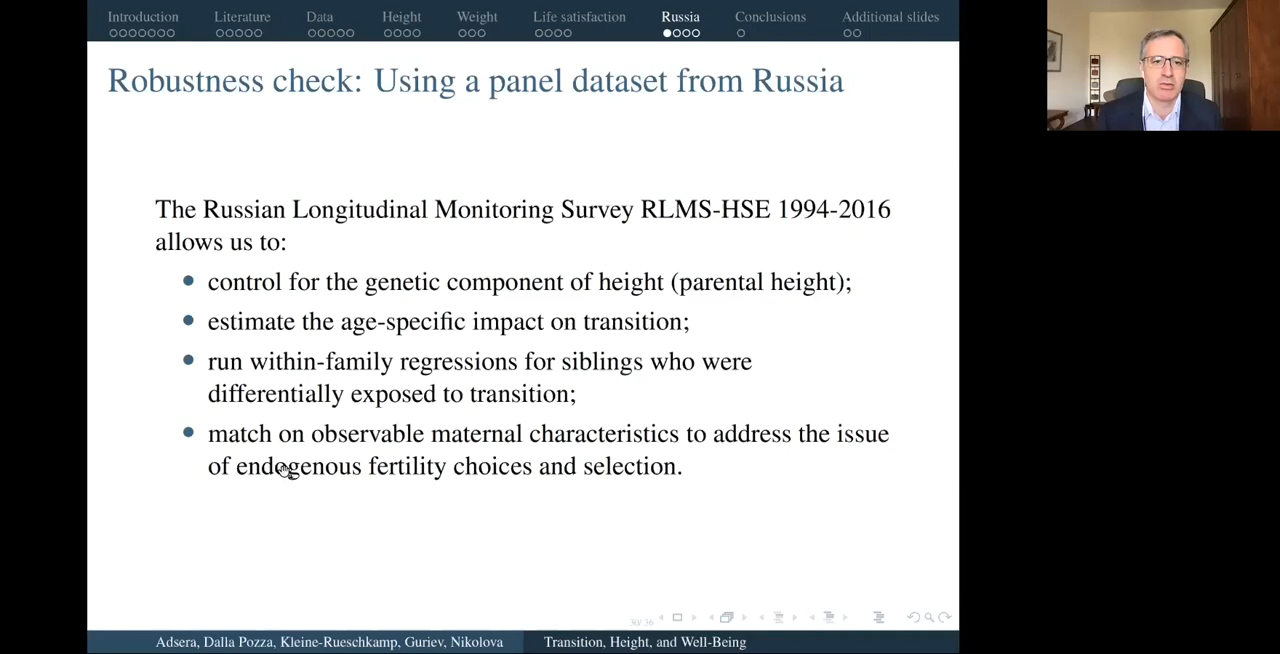 Introduction Literature Data Height Weight Life satisfaction Russia Conclusions Additional slides
Robustness check: Using a panel dataset from Russia
The Russian Longitudinal Monitoring Survey RLMS-HSE 1994-2016
allows us to:
control for the genetic component of height (parental height);
estimate the age-specific impact on transition;
run within-family regressions for siblings who were
differentially exposed to transition;
match on observable maternal characteristics to address the issue
of endogenous fertility choices and selection.
30/36
Adsera, Dalla Pozza, Kleine-Rueschkamp, Guriev, Nikolova Transition, Height, and Well-Being